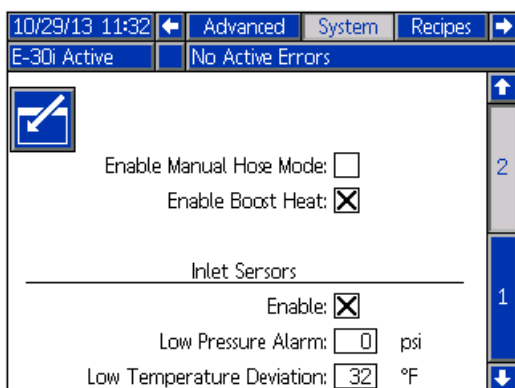 10/29/13 11:32 Advanced System Recipes
E-30i Active No Active Errors
Enable Manual Hose Mode:
2
Enable Boost Heat:
Inlet Sensors
Enable:
1
Low Pressure Alarm: 0 psi
Low Temperature Deviation: 32 °F